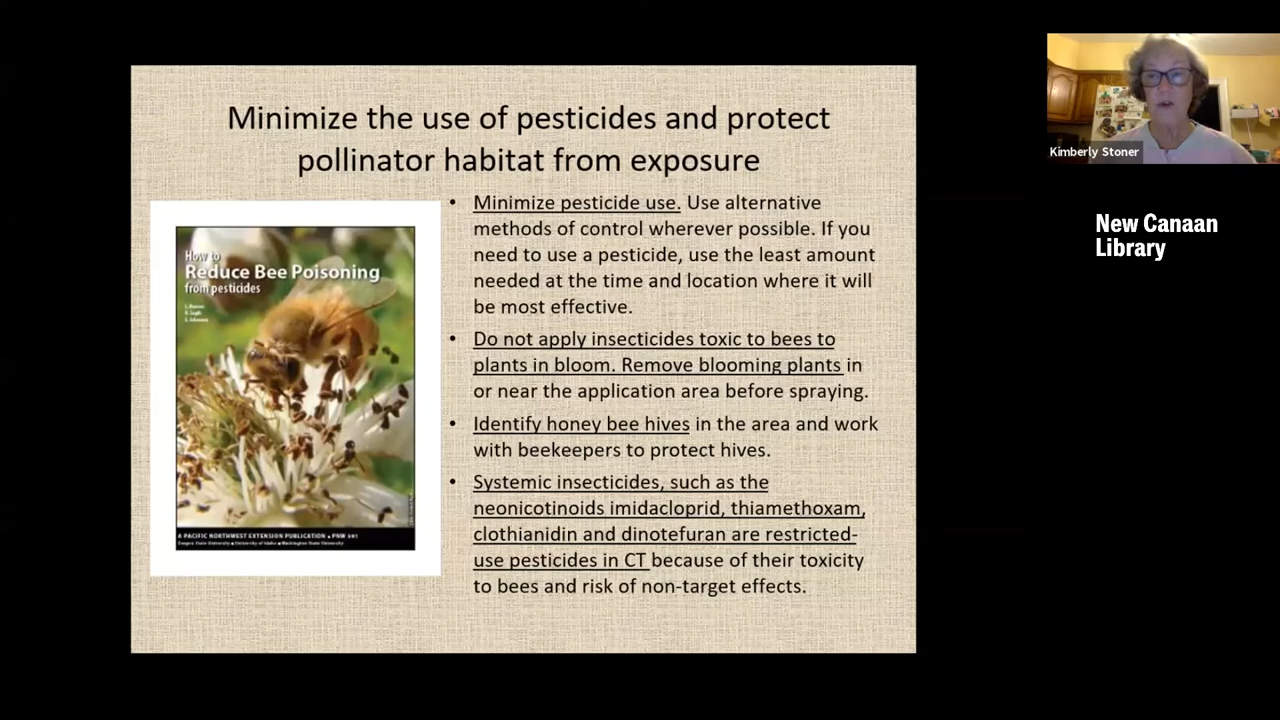 Minimize the use of pesticides and protect
pollinator habitat from exposure
How to
Reduce Bee Poisoning
from pesticides
A PACIFIC NORTHWEST EXTENSION PUBLICATION • PNW 591
Oregon State University • University of Idaho • Washington State University
• Minimize pesticide use. Use alternative
methods of control wherever possible. If you
need to use a pesticide, use the least amount
needed at the time and location where it will
be most effective.
• Do not apply insecticides toxic to bees to
plants in bloom. Remove blooming plants in
or near the application area before spraying.
• Identify honey bee hives in the area and work
with beekeepers to protect hives.
• Systemic insecticides, such as the
neonicotinoids imidacloprid, thiamethoxam,
clothianidin and dinotefuran are restricted-
use pesticides in CT because of their toxicity
to bees and risk of non-target effects.
Kimberly Stoner
New Canaan
Library